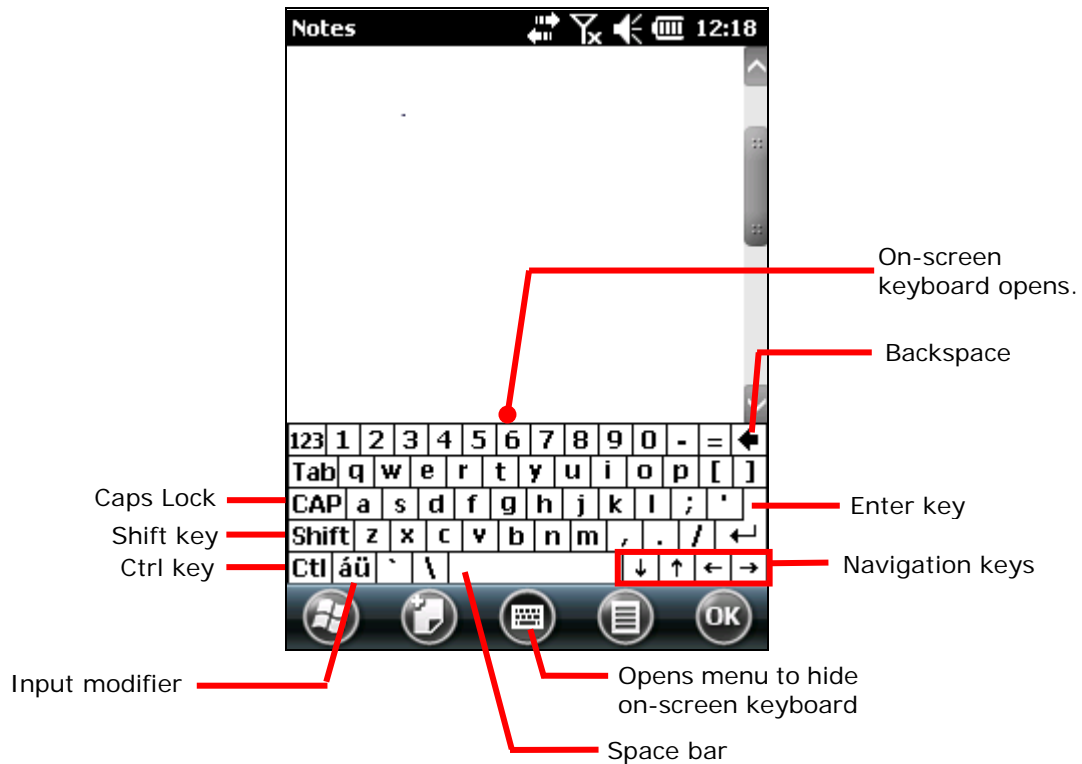 Notes 12:18
On-screen
keyboard opens.
Backspace
123 1 2 3 4 5 6 7 8 9 0 - = 🡄
Tab q w e r t y u i o p [ ]
Caps Lock
CAP a s d f g h j k l ; '
Enter key
Shift key
Shift z x c v b n m , . / ↵
Ctrl key
Ctl áü ` \ ↓ ↑ ← →
Navigation keys
OK
Input modifier
Opens menu to hide
on-screen keyboard
Space bar